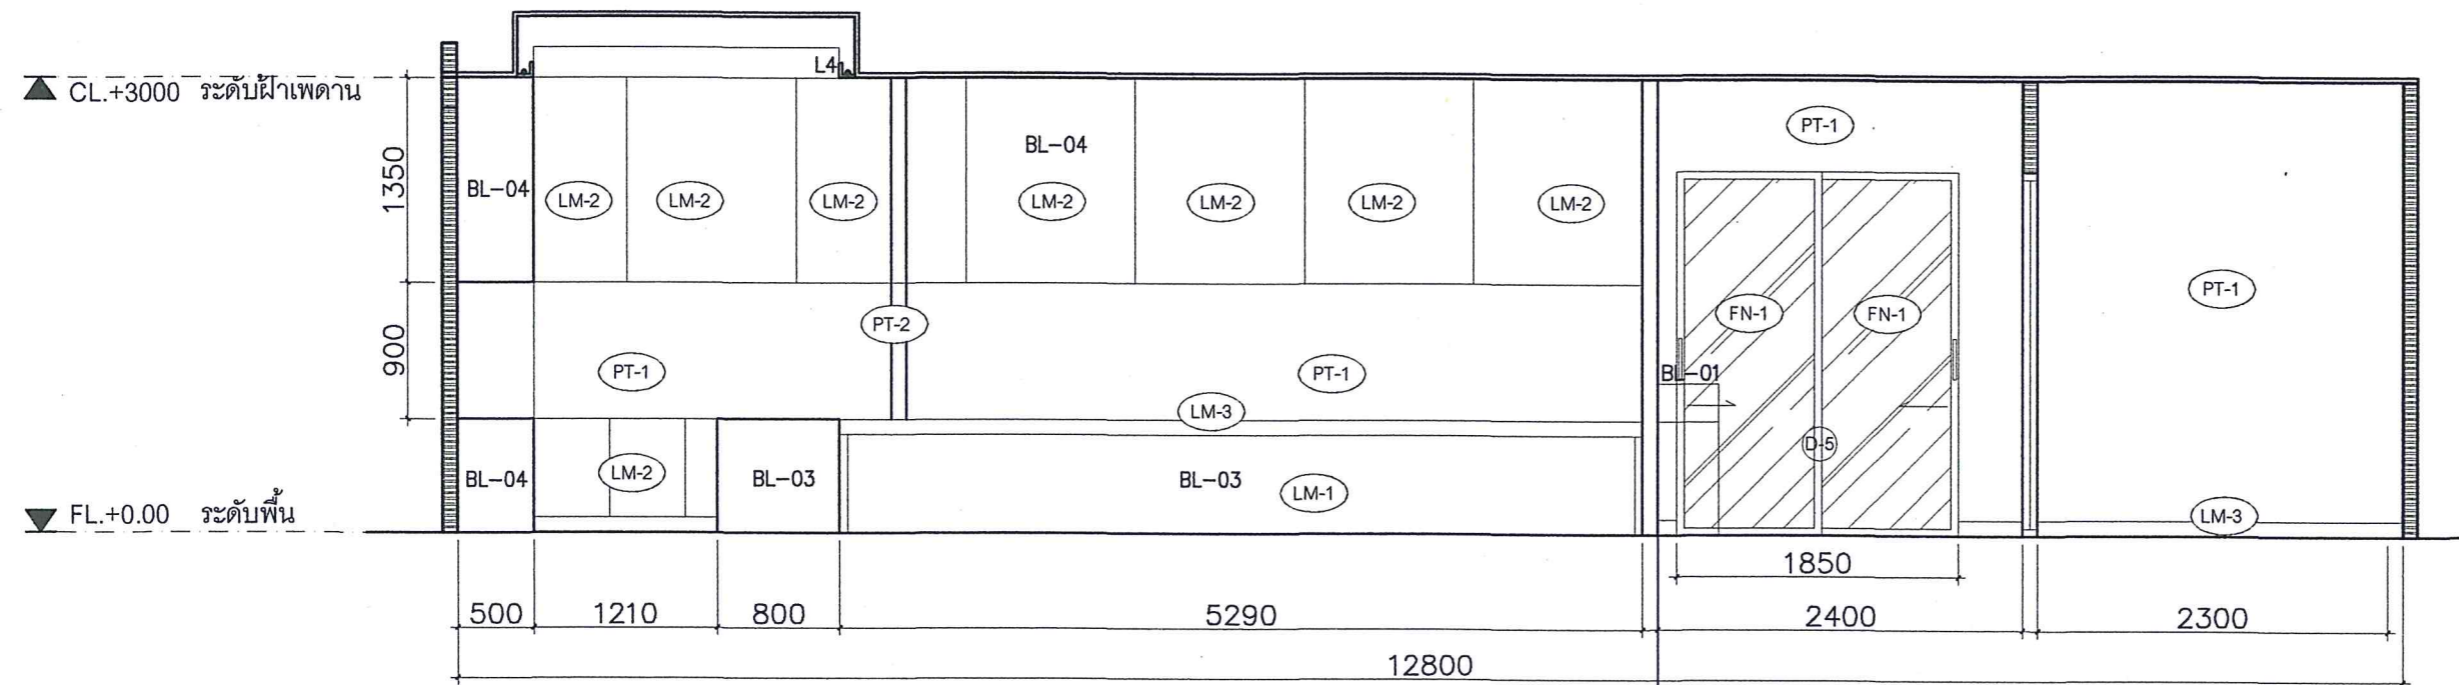 L4
CL.+3000 ระดับฝ้าเพดาน
PT-1
BL-04
1350
BL-04
LM-2
LM-2
LM-2
LM-2
LM-2
LM-2
LM-2
PT-1
FN-1
FN-1
PT-2
900
PT-1
PT-1
BL-01
LM-3
D-5
LM-2
BL-04
BL-03
BL-03
LM-1
FL.+0.00 ระดับพื้น
LM-3
1850
500
1210
800
5290
2400
2300
12800